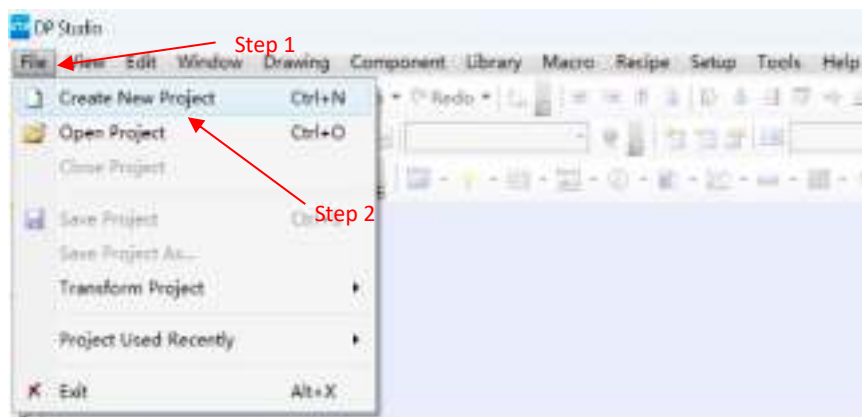 DP Studio
Step 1
File View Edit Window Drawing Component Library Macro Recipe Setup Tools Help
Create New Project Ctrl+N
Redo
Open Project Ctrl+O
Close Project
Step 2
Save Project
Save Project As...
Transform Project
Project Used Recently
Exit Alt+X